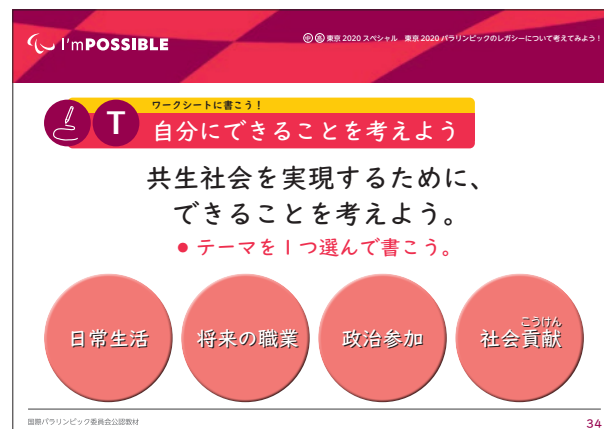 I'mPOSSIBLE
中 高 東京 2020 スペシャル 東京 2020 パラリンピックのレガシーについて考えてみよう！
ワークシートに書こう！
T
自分にできることを考えよう
共生社会を実現するために、
できることを考えよう。
● テーマを１つ選んで書こう。
日常生活
将来の職業
政治参加
こうけん
社会貢献
国際パラリンピック委員会公認教材
34